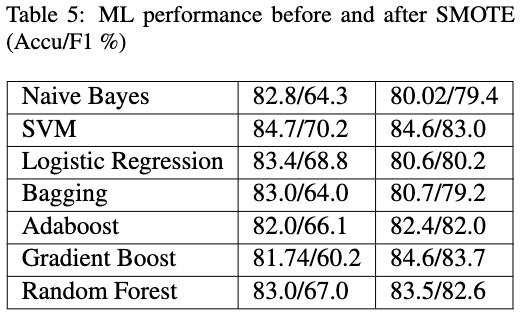 Table 5: ML performance before and after SMOTE
(Accu/F1 %)
Naive Bayes 82.8/64.3 80.02/79.4
SVM 84.7/70.2 84.6/83.0
Logistic Regression 83.4/68.8 80.6/80.2
Bagging 83.0/64.0 80.7/79.2
Adaboost 82.0/66.1 82.4/82.0
Gradient Boost 81.74/60.2 84.6/83.7
Random Forest 83.0/67.0 83.5/82.6